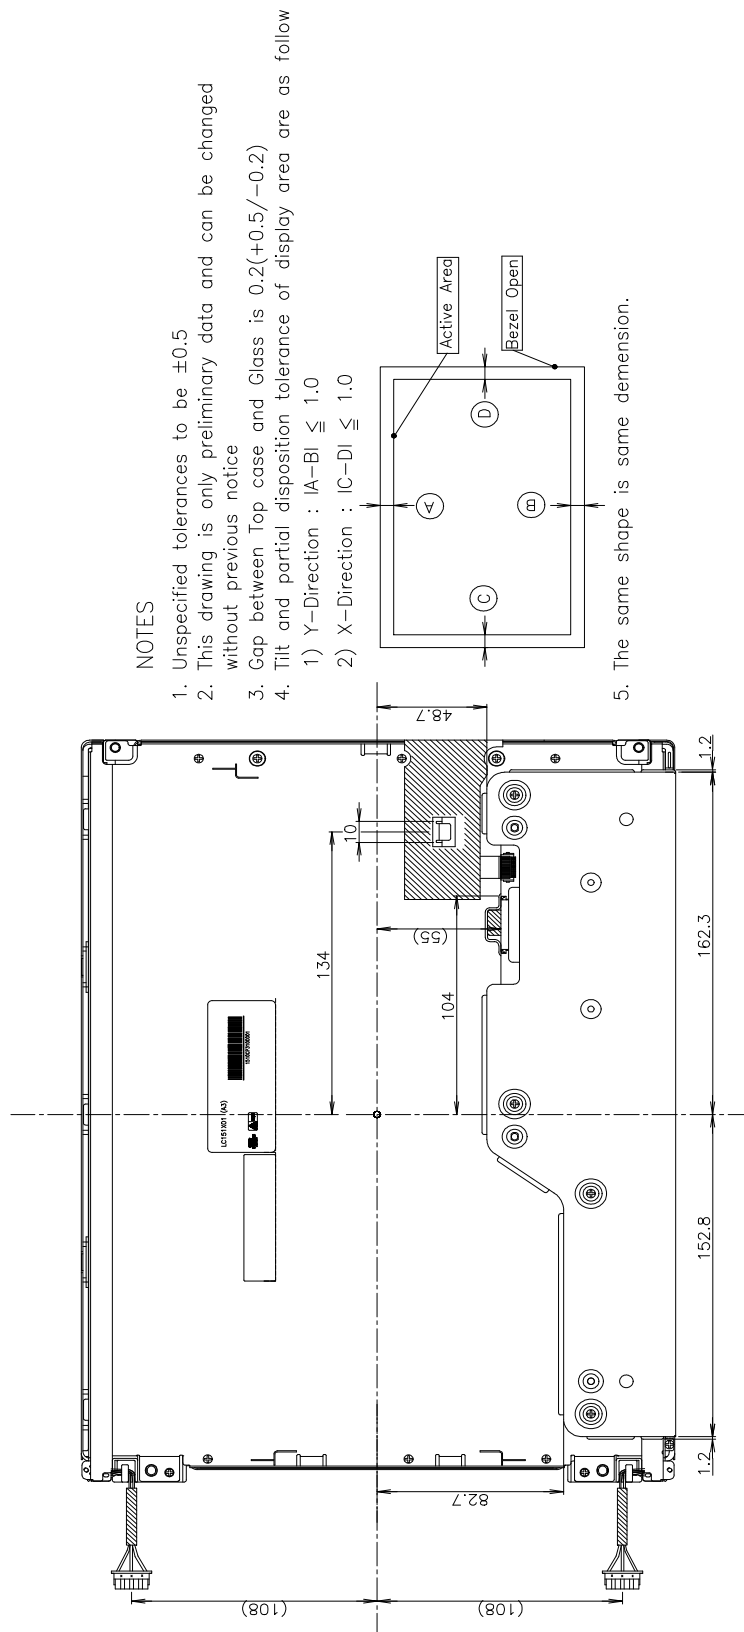 NOTES
1. Unspecified tolerances to be ±0.5
2. This drawing is only preliminary data and can be changed
without previous notice
3. Gap between Top case and Glass is 0.2(+0.5/−0.2)
4. Tilt and partial disposition tolerance of display area are as follow
1) Y−Direction : |A−B| ≦ 1.0
2) X−Direction : |C−D| ≦ 1.0
Active Area
Bezel Open
A
B
C
D
5. The same shape is same demension.
LC151X01 (A3)
134
10
104
(55)
48.7
82.7
(108)
(108)
1.2
152.8
162.3
1.2